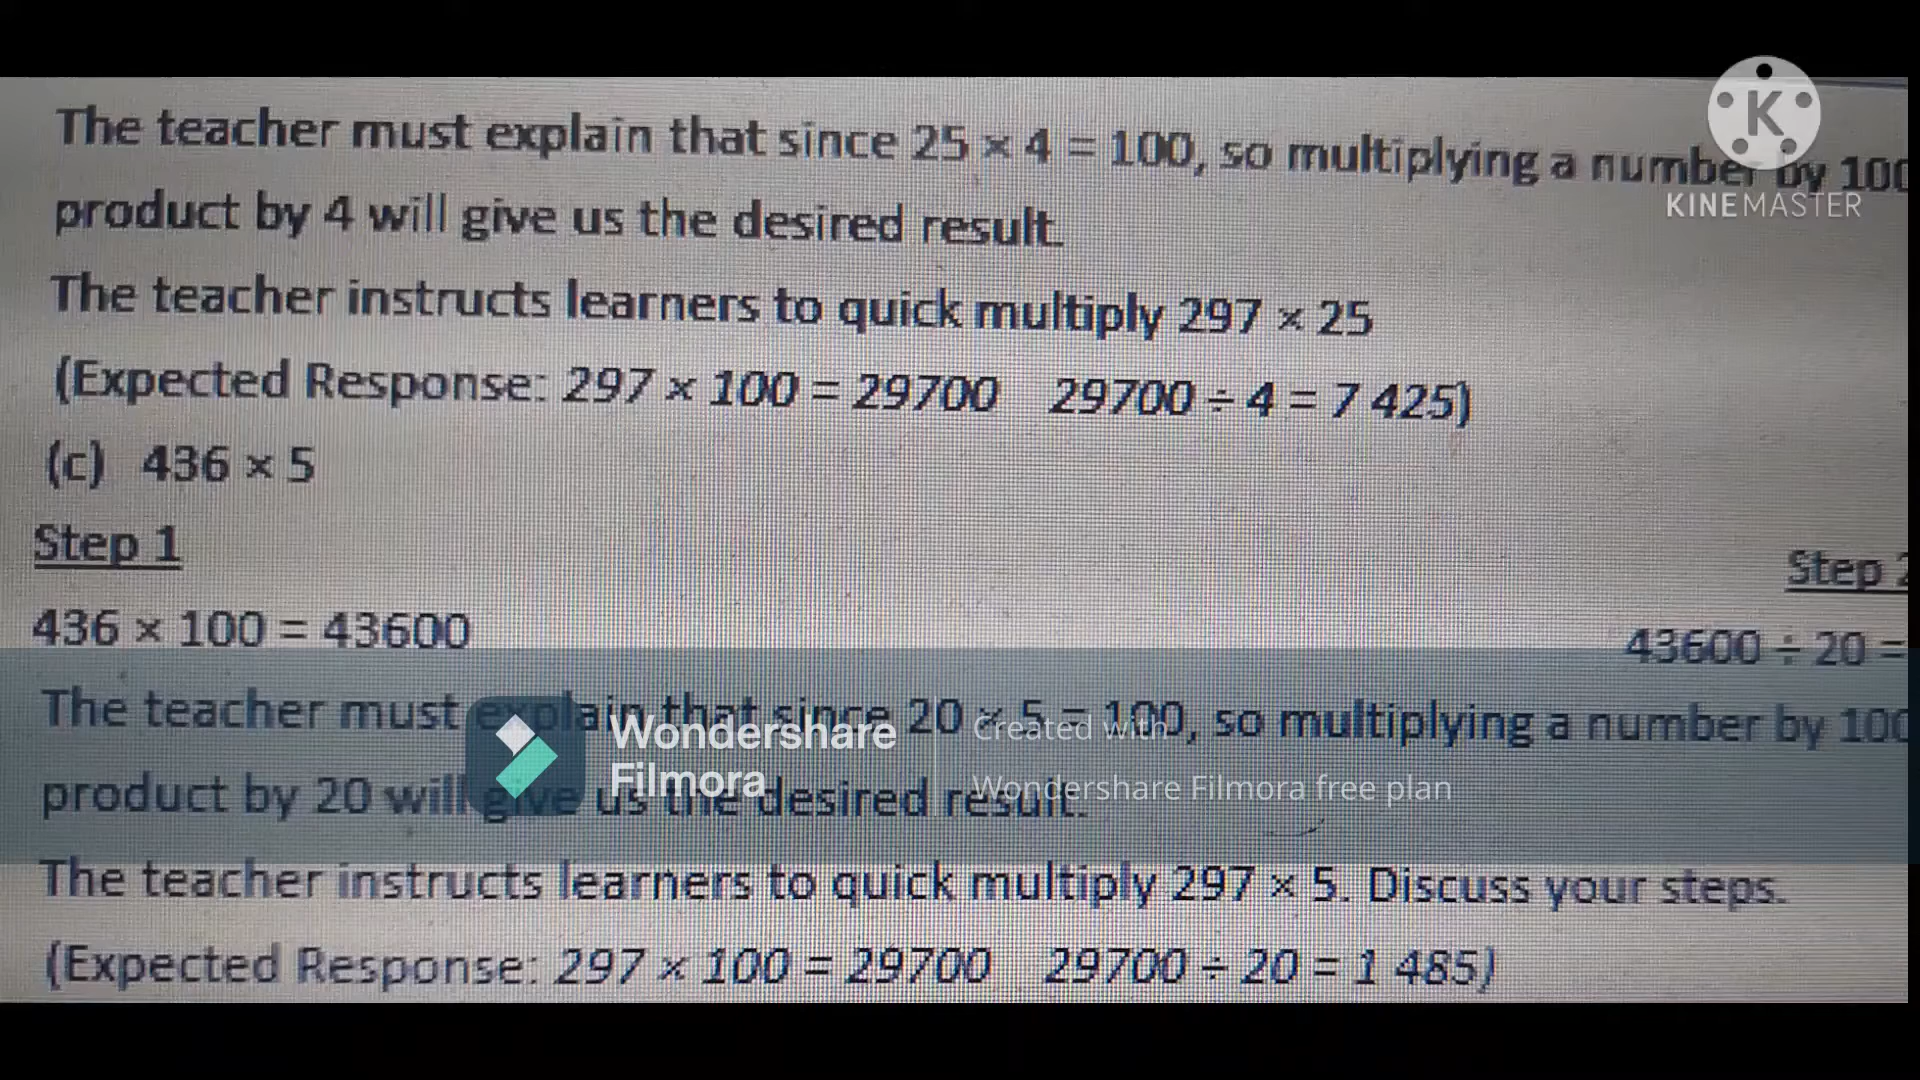 The teacher must explain that since 25 × 4 = 100, so multiplying a number by 100
product by 4 will give us the desired result.
The teacher instructs learners to quick multiply 297 × 25
(Expected Response: 297 × 100 = 29700 29700 ÷ 4 = 7 425)
(c) 436 × 5
Step 1 Step 2
436 × 100 = 43600 43600 ÷ 20 =
The teacher must explain that since 20 × 5 = 100, so multiplying a number by 100
product by 20 will give us the desired result.
The teacher instructs learners to quick multiply 297 × 5. Discuss your steps.
(Expected Response: 297 × 100 = 29700 29700 ÷ 20 = 1 485)
K
KINEMASTER
Wondershare
Filmora
Created with
Wondershare Filmora free plan